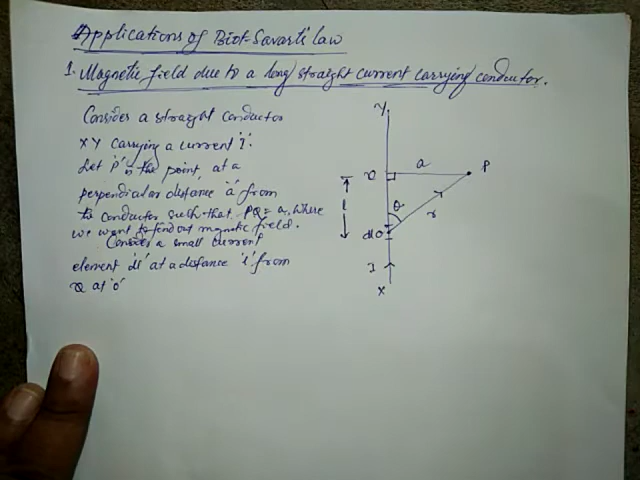 Applications of Biot-Savart's law
1. Magnetic field due to a long straight current carrying conductor.
Consider a straight conductor
XY carrying a current 'I'.
Let 'P' is the point, at a
perpendicular distance 'a' from
the conductor such that PQ = a, where
we want to find out magnetic field.
Consider a small current
element 'dl' at a distance 'l' from
Q at 'O'
Y
Q
a
P
l
θ
r
dl
O
I
X